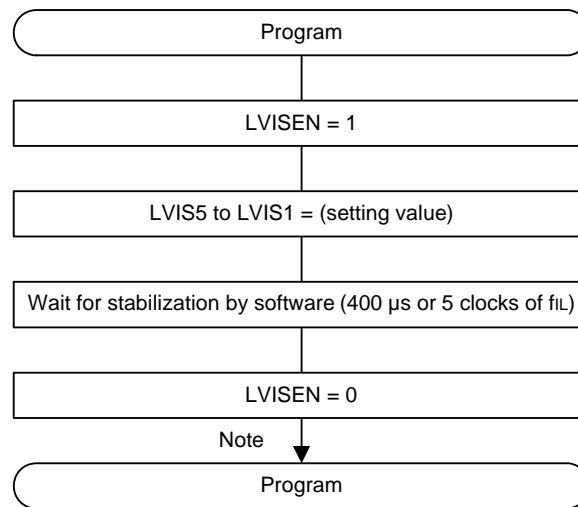 Program
LVISEN = 1
LVIS5 to LVIS1 = (setting value)
Wait for stabilization by software (400 µs or 5 clocks of fIL)
LVISEN = 0
Note
Program